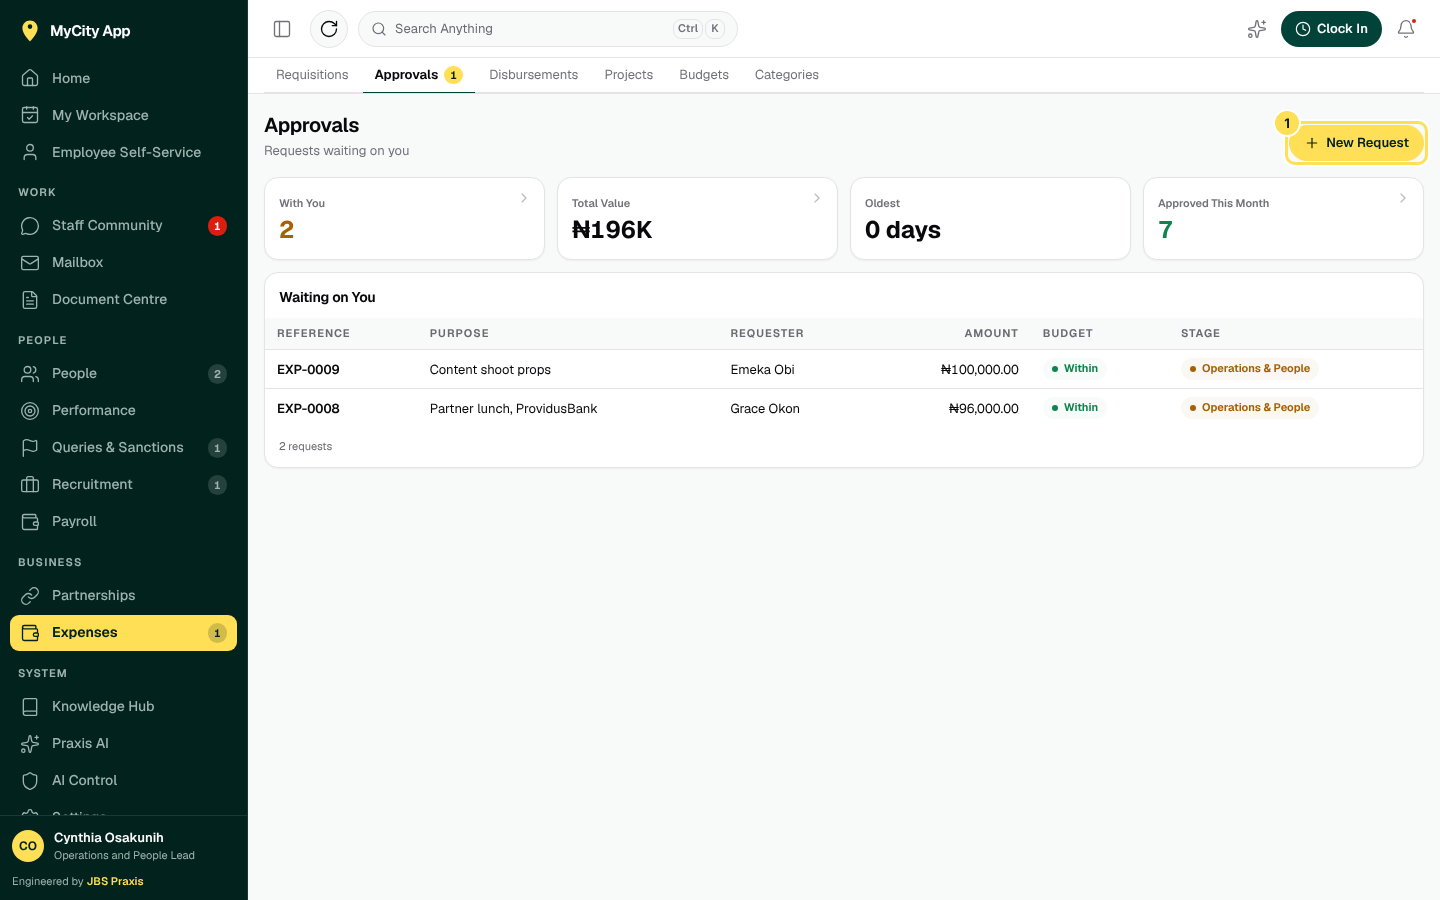 MyCity App
Home
My Workspace
Employee Self-Service
WORK
Staff Community 1
Mailbox
Document Centre
PEOPLE
People 2
Performance
Queries & Sanctions 1
Recruitment 1
Payroll
BUSINESS
Partnerships
Expenses 1
SYSTEM
Knowledge Hub
Praxis AI
AI Control
CO
Cynthia Osakunih
Operations and People Lead
Engineered by JBS Praxis
Search Anything Ctrl K
Clock In
Requisitions Approvals 1 Disbursements Projects Budgets Categories
Approvals
Requests waiting on you
1
New Request
With You
2
Total Value
₦196K
Oldest
0 days
Approved This Month
7
Waiting on You
REFERENCE PURPOSE REQUESTER AMOUNT BUDGET STAGE
EXP-0009 Content shoot props Emeka Obi ₦100,000.00 Within Operations & People
EXP-0008 Partner lunch, ProvidusBank Grace Okon ₦96,000.00 Within Operations & People
2 requests